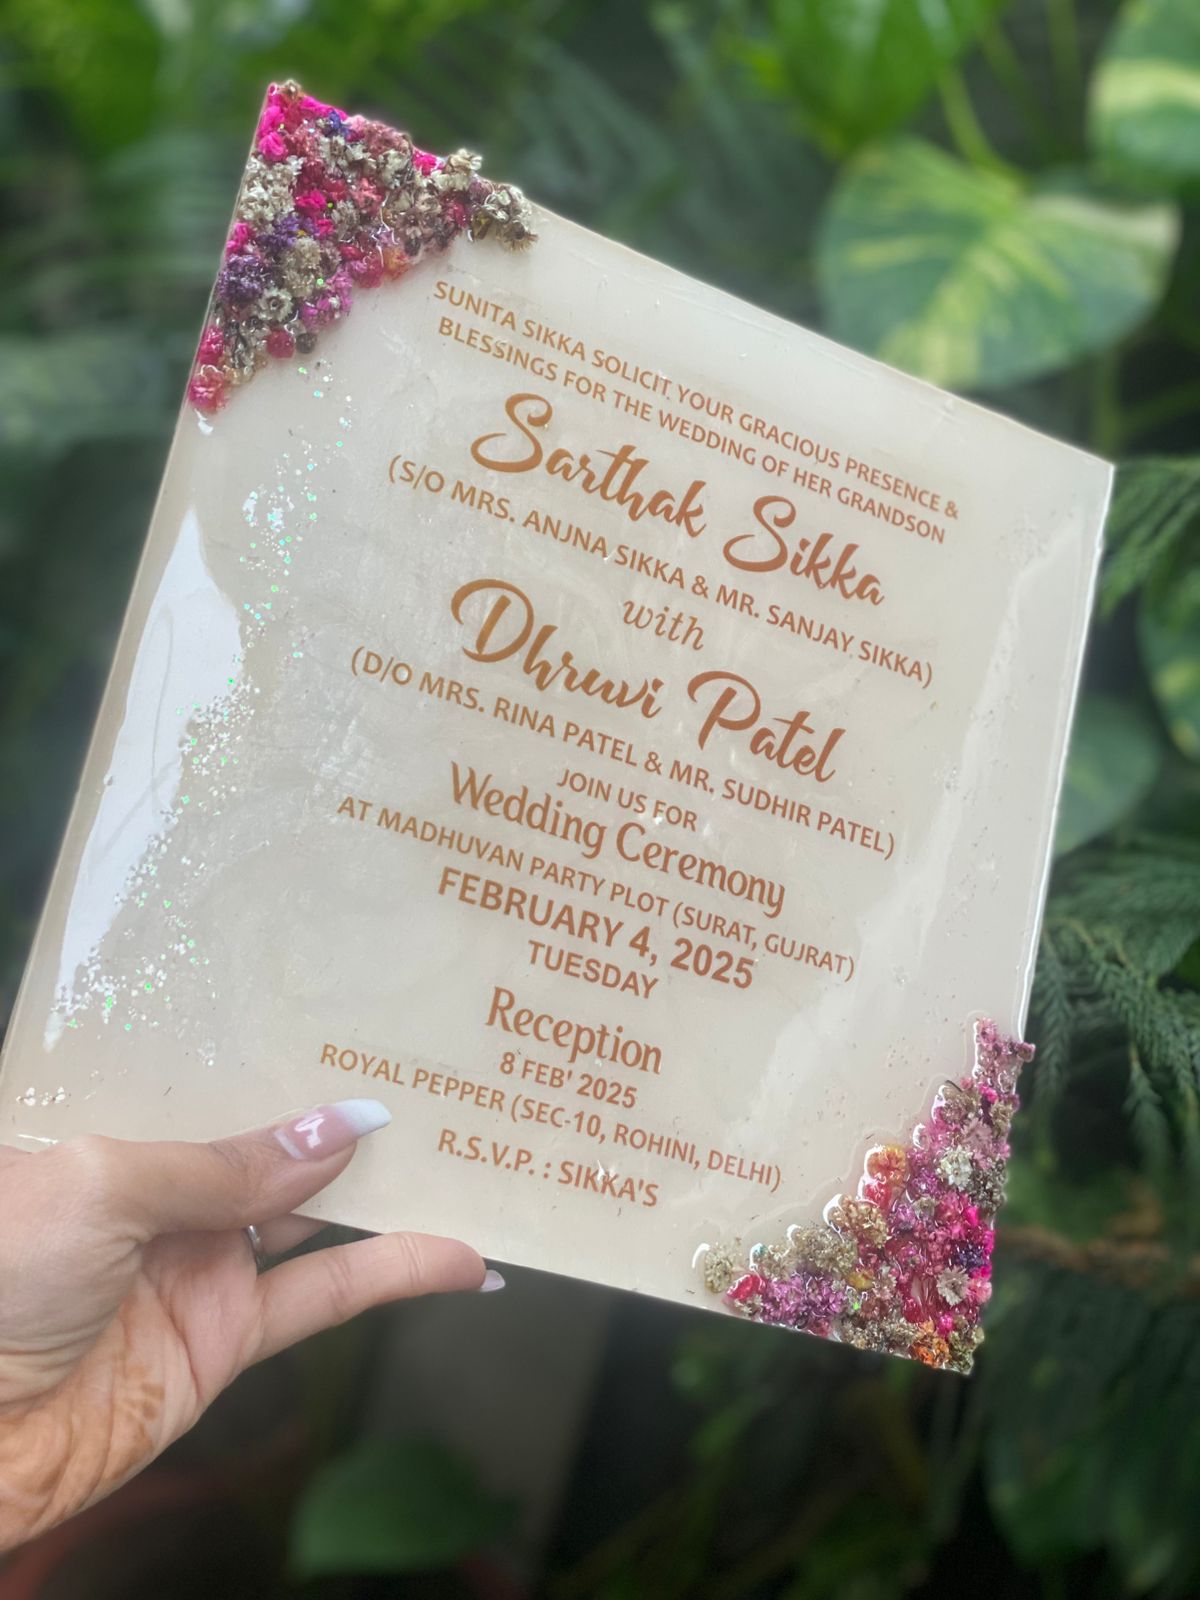 SUNITA SIKKA SOLICIT YOUR GRACIOUS PRESENCE &
BLESSINGS FOR THE WEDDING OF HER GRANDSON
Sarthak Sikka
(S/O MRS. ANJNA SIKKA & MR. SANJAY SIKKA)
with
Dhruvi Patel
(D/O MRS. RINA PATEL & MR. SUDHIR PATEL)
JOIN US FOR
Wedding Ceremony
AT MADHUVAN PARTY PLOT (SURAT, GUJRAT)
FEBRUARY 4, 2025
TUESDAY
Reception
8 FEB' 2025
ROYAL PEPPER (SEC-10, ROHINI, DELHI)
R.S.V.P. : SIKKA'S